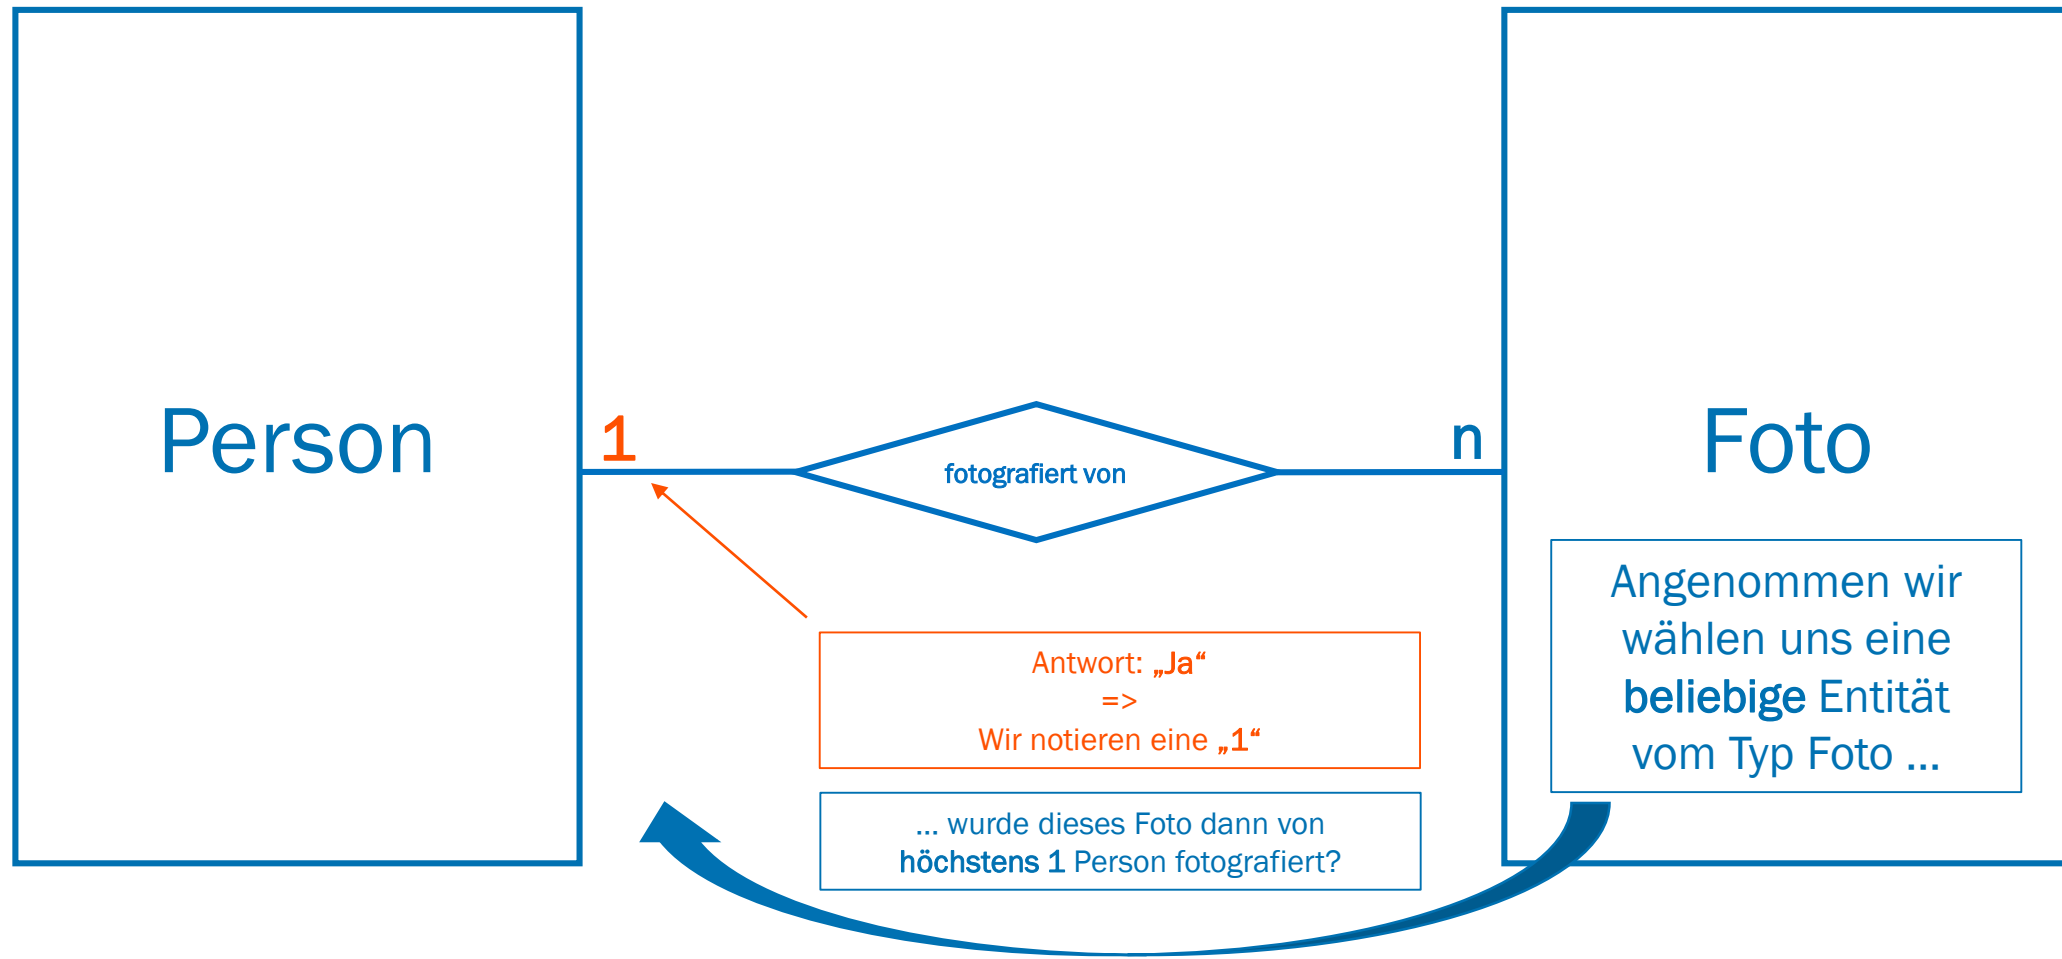 Person
1
fotografiert von
n
Foto
Angenommen wir
wählen uns eine
beliebige Entität
vom Typ Foto ...
Antwort: „Ja“
=>
Wir notieren eine „1“
... wurde dieses Foto dann von
höchstens 1 Person fotografiert?